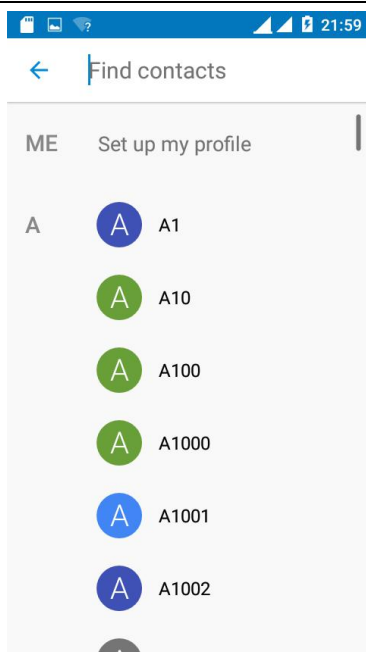 21:59
Find contacts
ME Set up my profile
A A A1
A A10
A A100
A A1000
A A1001
A A1002